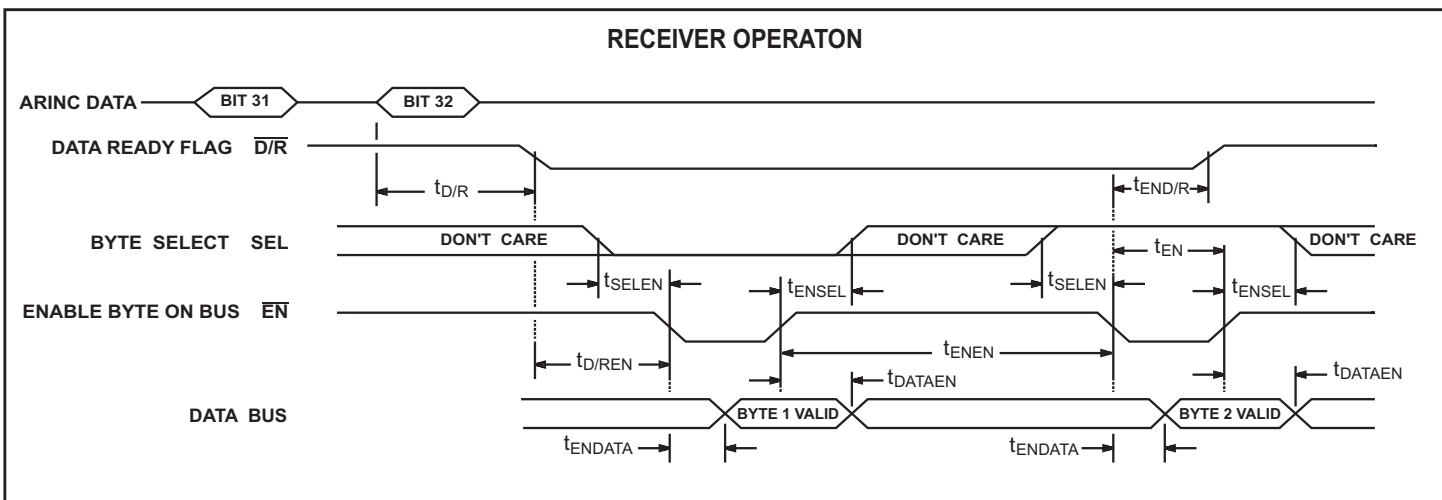 RECEIVER OPERATON
ARINC DATA BIT 31 BIT 32
DATA READY FLAG D/R
tD/R tEND/R
BYTE SELECT SEL DON'T CARE DON'T CARE DON'T CARE
tEN
tSELEN tENSEL tSELEN tENSEL
ENABLE BYTE ON BUS EN
tD/REN tENEN
tDATAEN tDATAEN
DATA BUS BYTE 1 VALID BYTE 2 VALID
tENDATA tENDATA